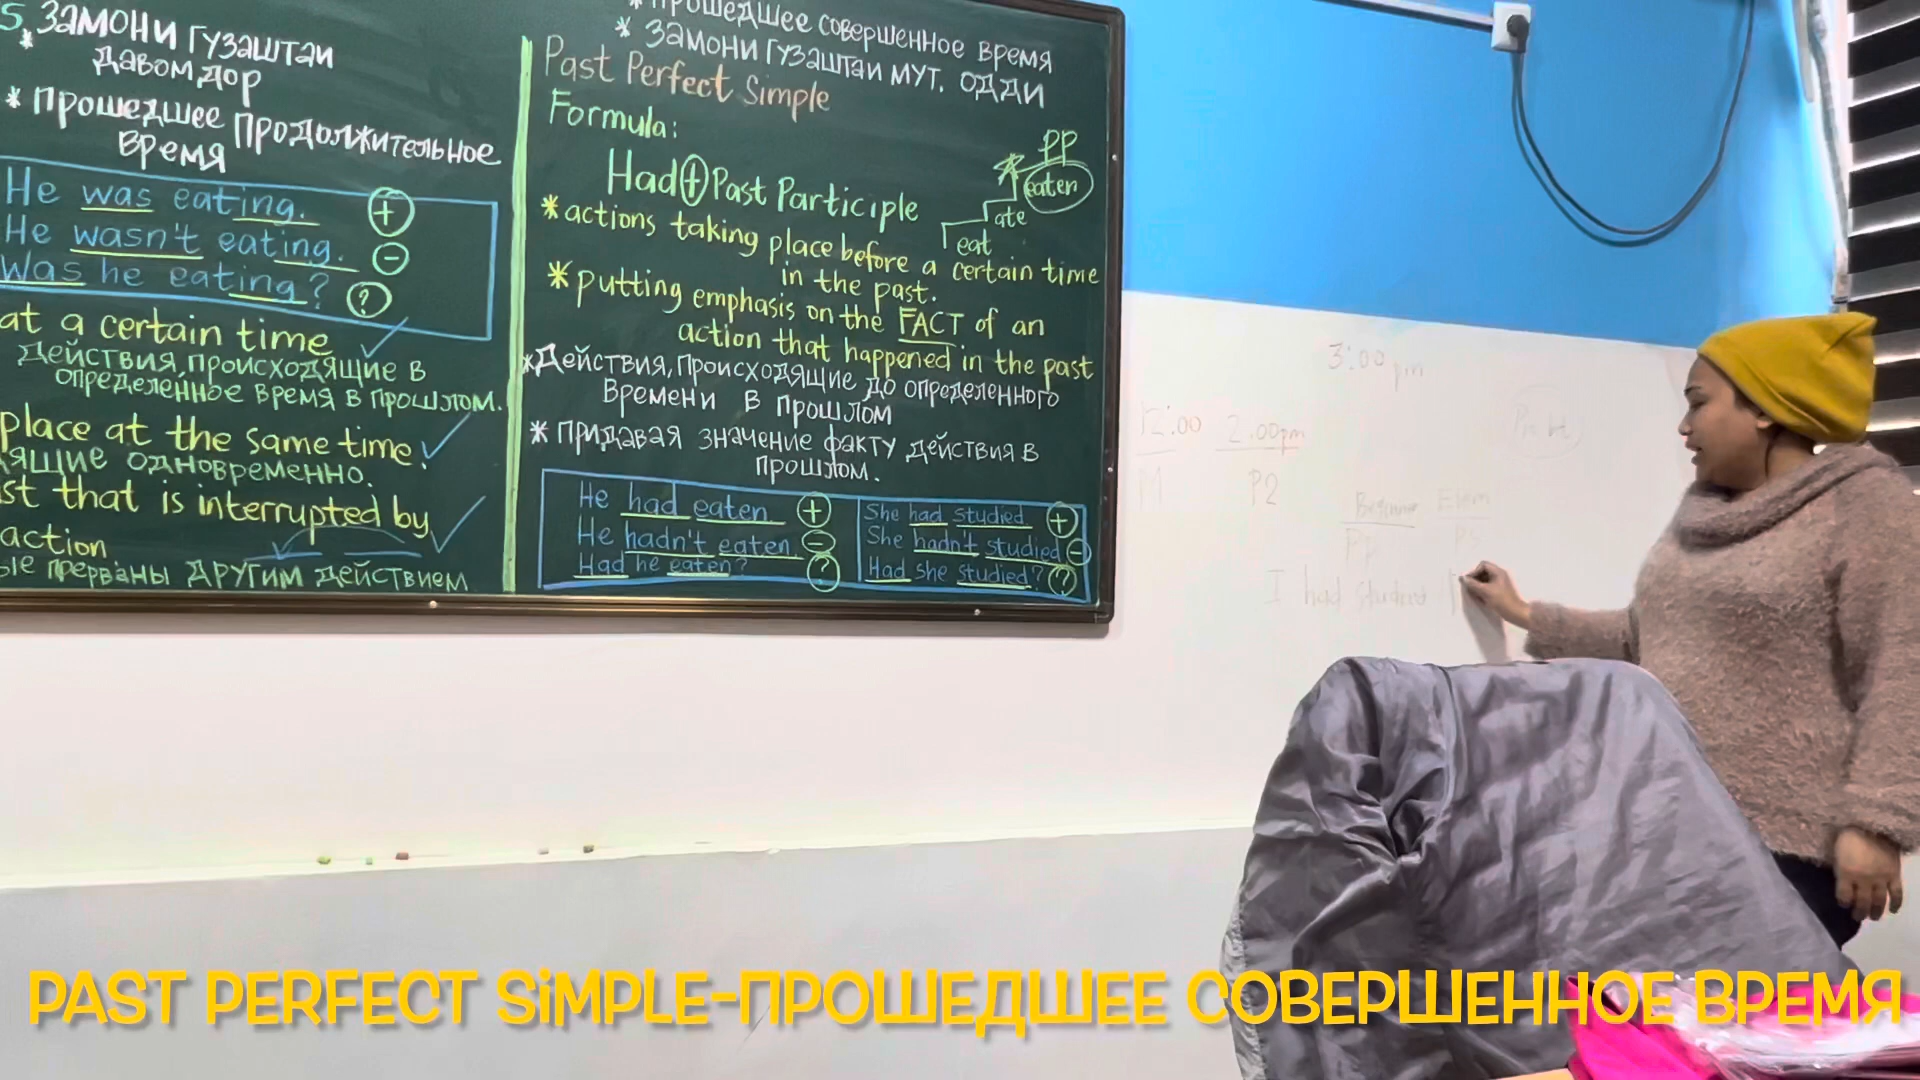 5. Замони гузаштаи
* давомдор
* Прошедшее продолжительное
время
He was eating. +
He wasn't eating. -
Was he eating? ?
at a certain time
Действия, происходящие в
определенное время в прошлом.
place at the same time.
дящие одновременно.
st that is interrupted by
action
ые прерваны другим действием
* прошедшее совершенное время
* замони гузаштаи мут. одди
Past Perfect Simple
Formula:
Had + Past Participle
PP
eaten
ate
eat
* actions taking place before a certain time
in the past.
* putting emphasis on the FACT of an
action that happened in the past
* Действия, происходящие до определенного
времени в прошлом
* придавая значение факту действия в
прошлом.
He had eaten. +
He hadn't eaten. -
Had he eaten? ?
She had studied +
She hadn't studied -
Had she studied? ?
3:00 pm
12:00 2.00pm
M P2
I had studied
PAST PERFECT SIMPLE-ПРОШЕДШЕЕ СОВЕРШЕННОЕ ВРЕМЯ